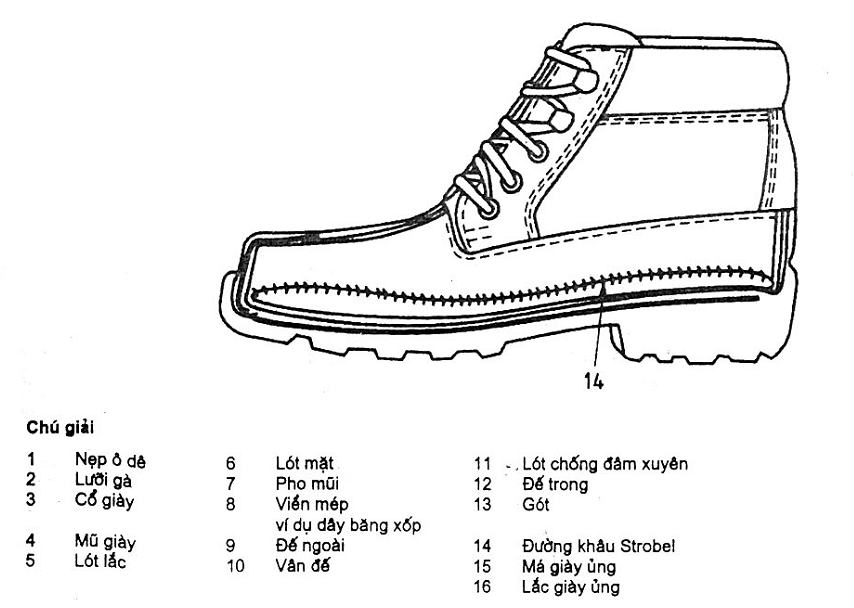 14
Chú giải
1 Nẹp ô dê
2 Lưỡi gà
3 Cổ giày
4 Mũ giày
5 Lót lắc
6 Lót mặt
7 Pho mũi
8 Viền mép
ví dụ dây băng xốp
9 Đế ngoài
10 Vân đế
11 Lót chống đâm xuyên
12 Đế trong
13 Gót
14 Đường khâu Strobel
15 Má giày ủng
16 Lắc giày ủng